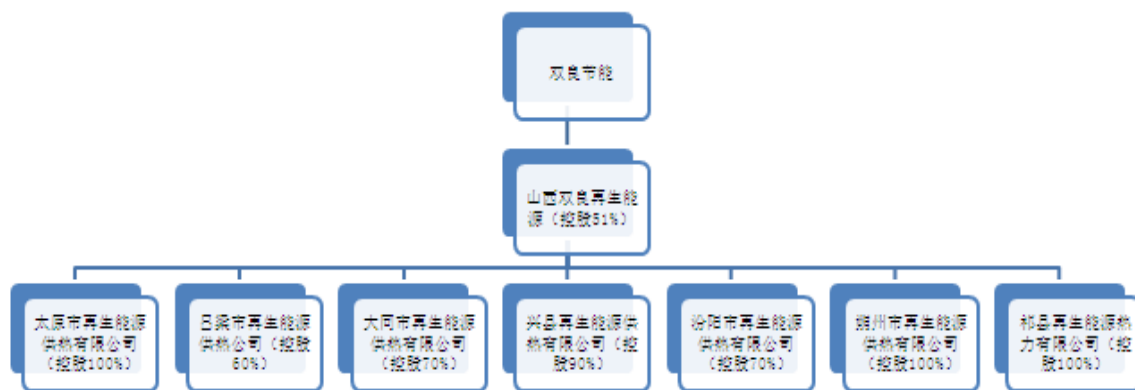 双良节能
山西双良再生能
源（控股51%）
太原市再生能源
供热有限公司
（控股100%）
吕梁市再生能源
供热公司（控股
60%）
大同市再生能源
供热有限公司
（控股70%）
兴县再生能源供
热有限公司（控
股90%）
汾阳市再生能源
供热有限公司
（控股70%）
朔州市再生能源
供热有限公司
（控股100%）
祁县再生能源热
力有限公司（控
股100%）